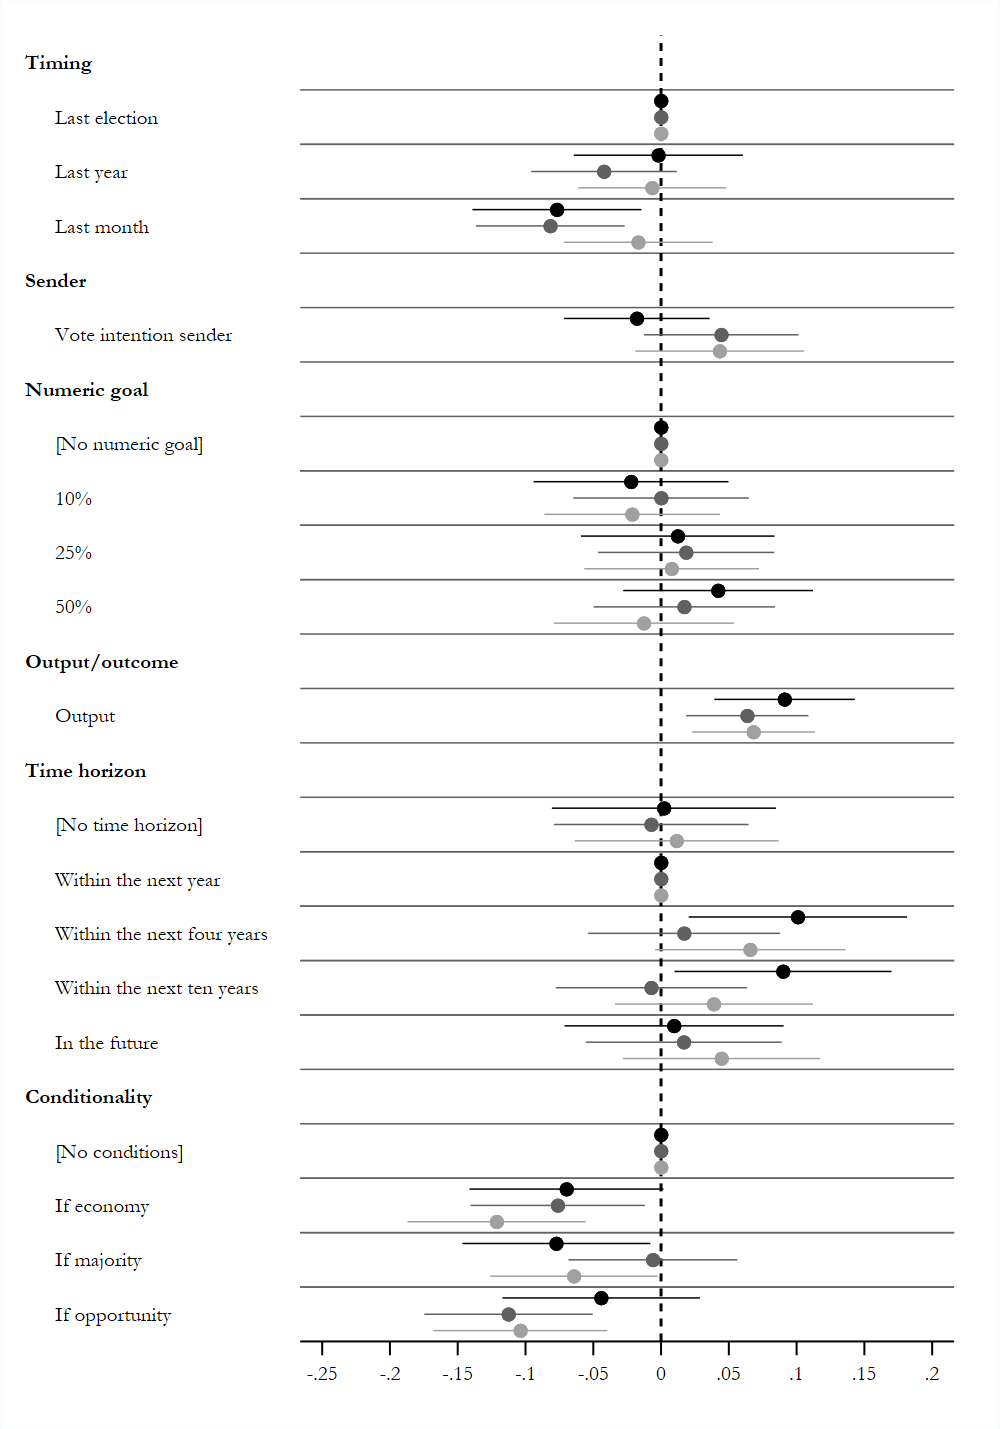 Timing
Last election
Last year
Last month
Sender
Vote intention sender
Numeric goal
[No numeric goal]
10%
25%
50%
Output/outcome
Output
Time horizon
[No time horizon]
Within the next year
Within the next four years
Within the next ten years
In the future
Conditionality
[No conditions]
If economy
If majority
If opportunity
-.25 -.2 -.15 -.1 -.05 0 .05 .1 .15 .2